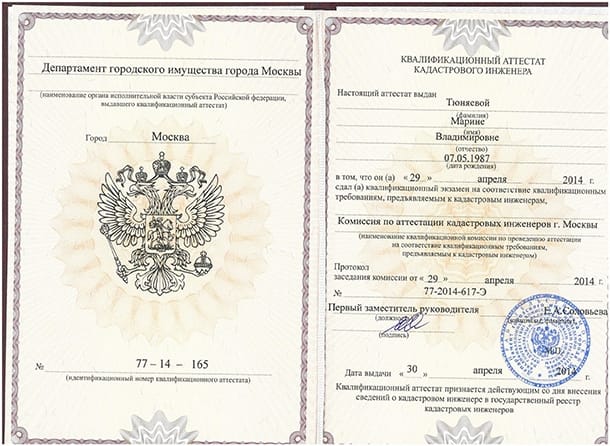 Департамент городского имущества города Москвы
(наименование органа исполнительной власти субъекта Российской федерации,
выдавшего квалификационный аттестат)
Город Москва
№ 77 – 14 – 165
(идентификационный номер квалификационного аттестата)
КВАЛИФИКАЦИОННЫЙ АТТЕСТАТ
КАДАСТРОВОГО ИНЖЕНЕРА
Настоящий аттестат выдан
Тюняевой
(фамилия)
Марине
(имя)
Владимировне
(отчество)
07.05.1987
(дата рождения)
в том, что он (а) « 29 » апреля 2014 г.
сдал (а) квалификационный экзамен на соответствие квалификационным
требованиям, предъявляемым к кадастровым инженерам.
Комиссия по аттестации кадастровых инженеров г. Москвы
(наименование квалификационной комиссии по проведению аттестации
на соответствие квалификационным требованиям,
предъявляемым к кадастровым инженерам)
Протокол
заседания комиссии от « 29 » апреля 2014 г.
№ 77-2014-617-Э
Первый заместитель руководителя Е.А.Соловьева
(должность)
(подпись)
Дата выдачи « 30 » апреля 2014 г.
Квалификационный аттестат признается действующим со дня внесения
сведений о кадастровом инженере в государственный реестр
кадастровых инженеров